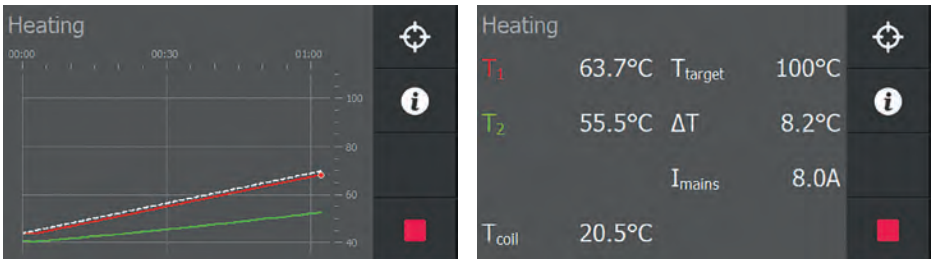 Heating
00:00 00:30 01:00
100
80
60
40
Heating
T1 63.7°C Ttarget 100°C
T2 55.5°C ΔT 8.2°C
Imains 8.0A
Tcoil 20.5°C